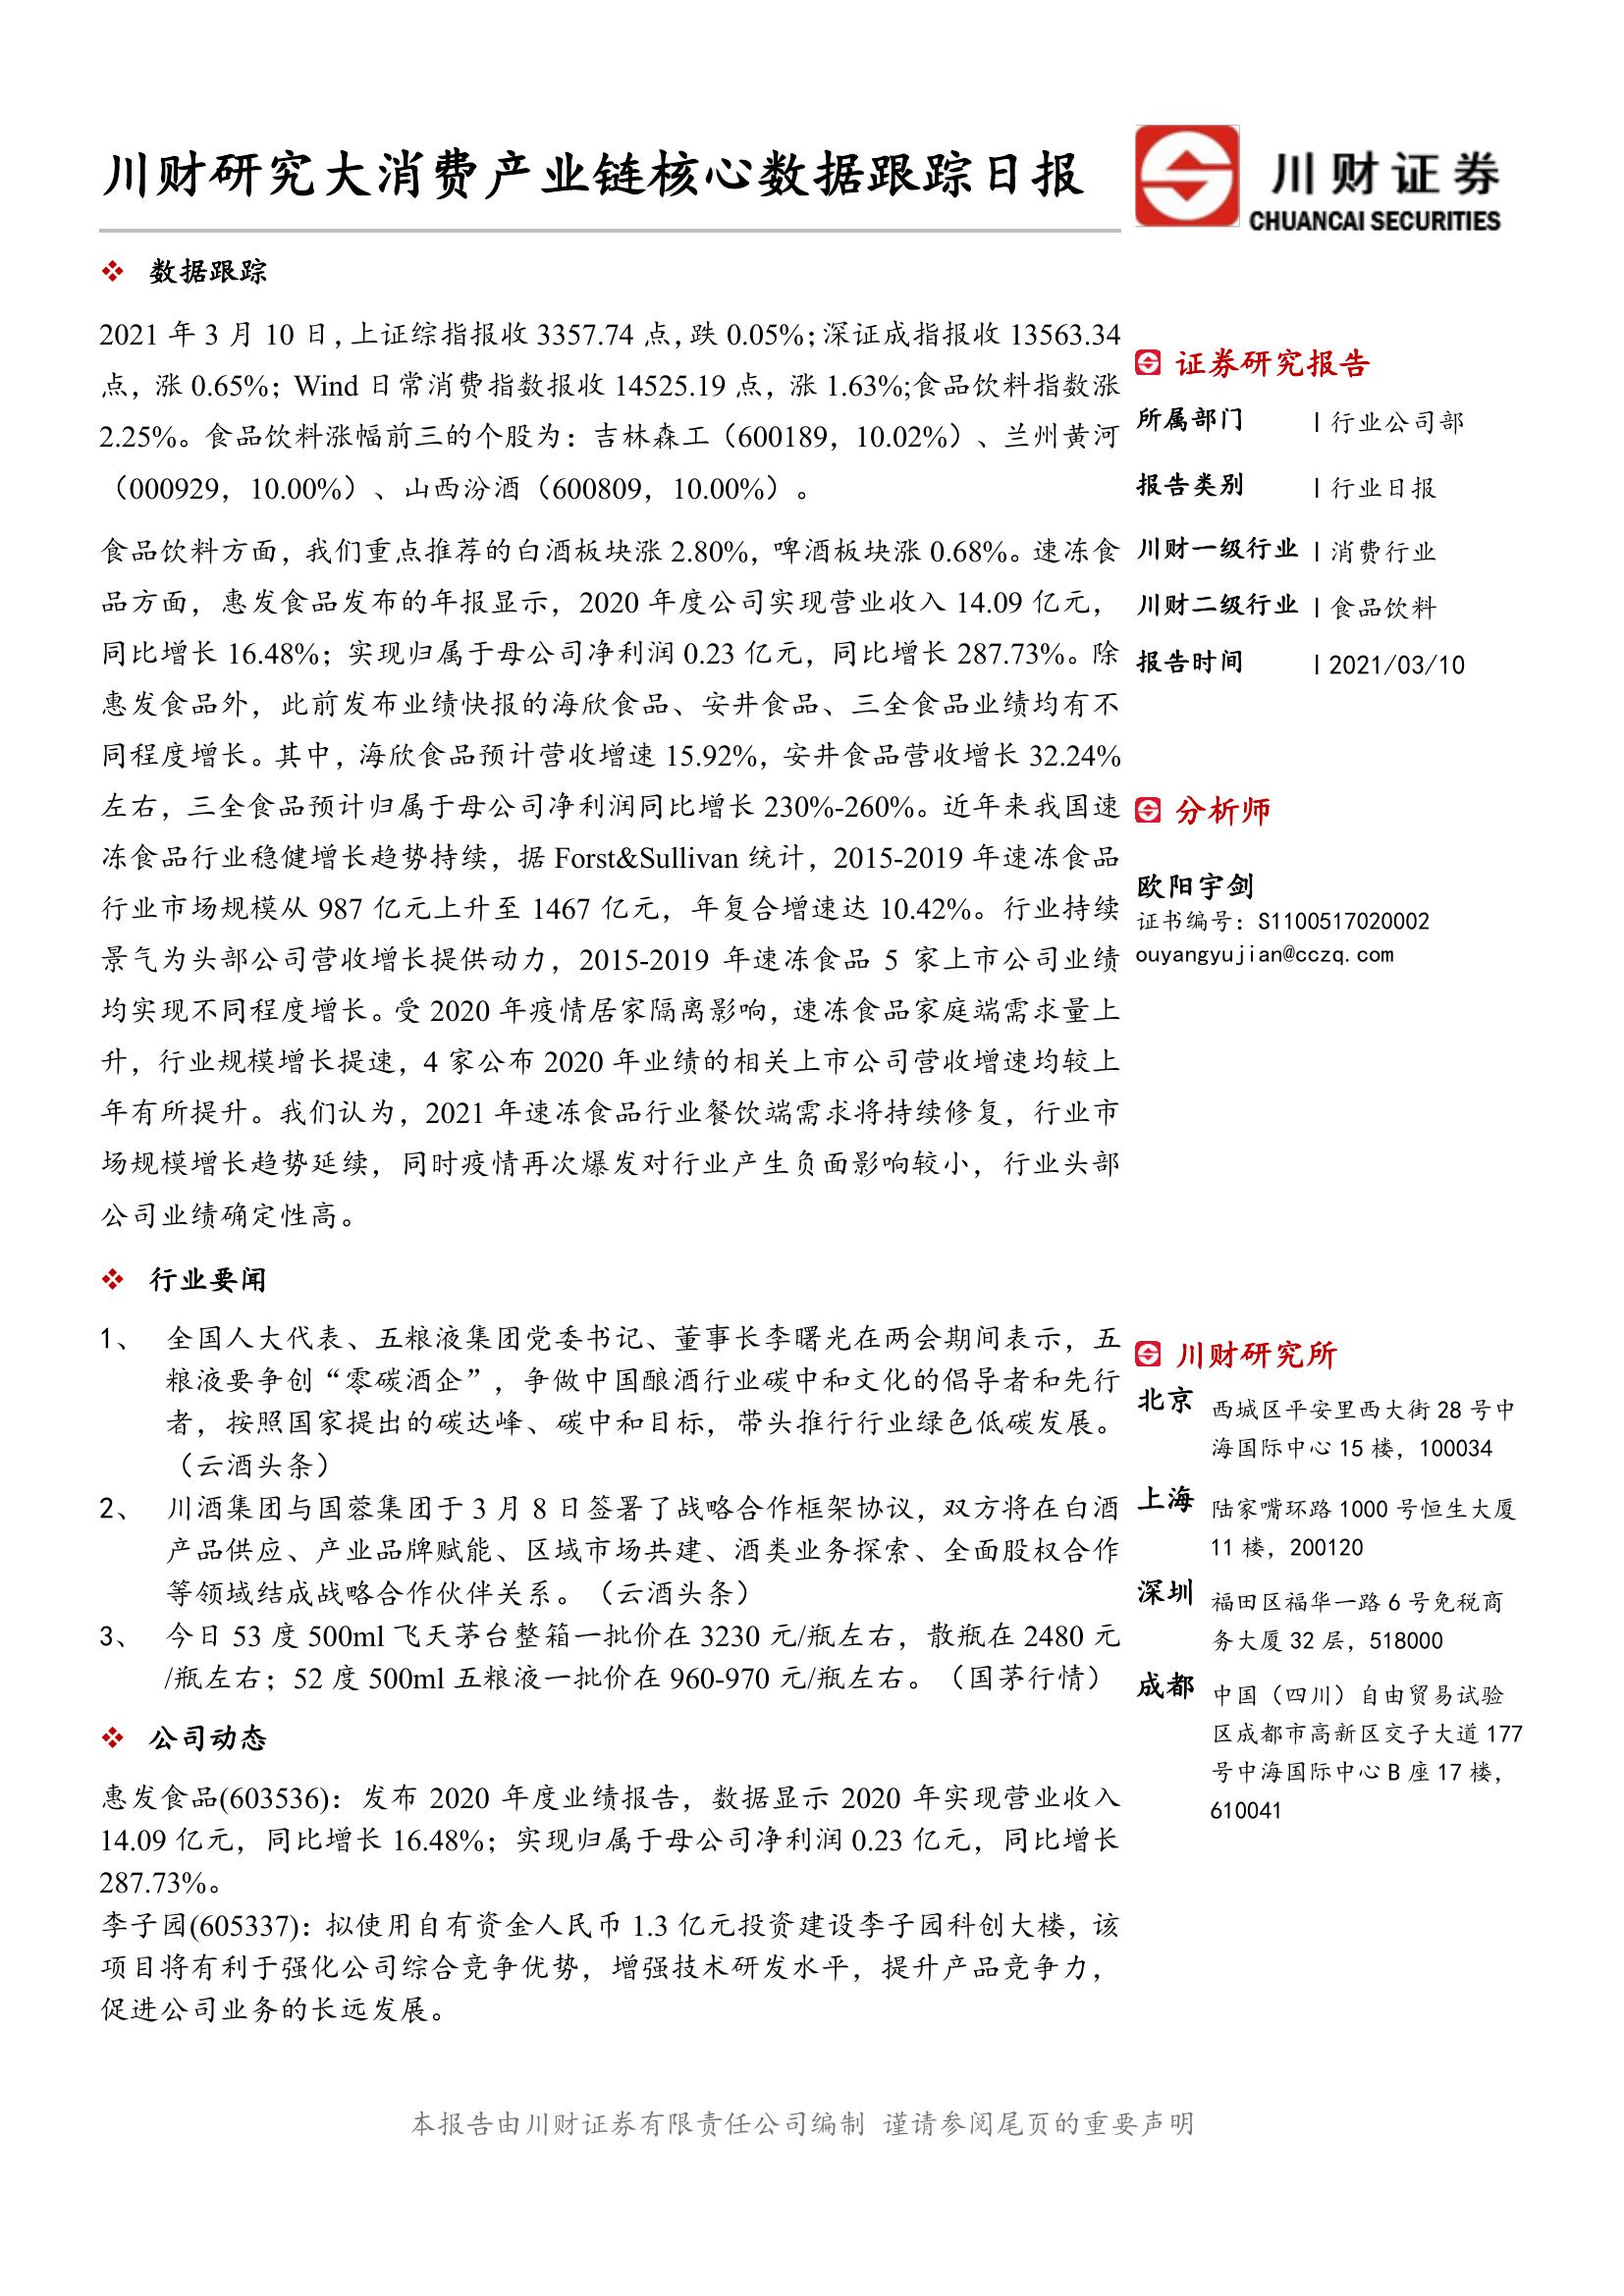 川财研究大消费产业链核心数据跟踪日报
川财证券
CHUANCAI SECURITIES
❖ 数据跟踪
2021 年 3 月 10 日，上证综指报收 3357.74 点，跌 0.05%；深证成指报收 13563.34
点，涨 0.65%；Wind 日常消费指数报收 14525.19 点，涨 1.63%;食品饮料指数涨
2.25%。食品饮料涨幅前三的个股为：吉林森工（600189，10.02%）、兰州黄河
（000929，10.00%）、山西汾酒（600809，10.00%）。
食品饮料方面，我们重点推荐的白酒板块涨 2.80%，啤酒板块涨 0.68%。速冻食
品方面，惠发食品发布的年报显示，2020 年度公司实现营业收入 14.09 亿元，
同比增长 16.48%；实现归属于母公司净利润 0.23 亿元，同比增长 287.73%。除
惠发食品外，此前发布业绩快报的海欣食品、安井食品、三全食品业绩均有不
同程度增长。其中，海欣食品预计营收增速 15.92%，安井食品营收增长 32.24%
左右，三全食品预计归属于母公司净利润同比增长 230%-260%。近年来我国速
冻食品行业稳健增长趋势持续，据 Forst&Sullivan 统计，2015-2019 年速冻食品
行业市场规模从 987 亿元上升至 1467 亿元，年复合增速达 10.42%。行业持续
景气为头部公司营收增长提供动力，2015-2019 年速冻食品 5 家上市公司业绩
均实现不同程度增长。受 2020 年疫情居家隔离影响，速冻食品家庭端需求量上
升，行业规模增长提速，4 家公布 2020 年业绩的相关上市公司营收增速均较上
年有所提升。我们认为，2021 年速冻食品行业餐饮端需求将持续修复，行业市
场规模增长趋势延续，同时疫情再次爆发对行业产生负面影响较小，行业头部
公司业绩确定性高。
❖ 行业要闻
1、 全国人大代表、五粮液集团党委书记、董事长李曙光在两会期间表示，五
粮液要争创“零碳酒企”，争做中国酿酒行业碳中和文化的倡导者和先行
者，按照国家提出的碳达峰、碳中和目标，带头推行行业绿色低碳发展。
（云酒头条）
2、 川酒集团与国蓉集团于 3 月 8 日签署了战略合作框架协议，双方将在白酒
产品供应、产业品牌赋能、区域市场共建、酒类业务探索、全面股权合作
等领域结成战略合作伙伴关系。（云酒头条）
3、 今日 53 度 500ml 飞天茅台整箱一批价在 3230 元/瓶左右，散瓶在 2480 元
/瓶左右；52 度 500ml 五粮液一批价在 960-970 元/瓶左右。（国茅行情）
❖ 公司动态
惠发食品(603536)：发布 2020 年度业绩报告，数据显示 2020 年实现营业收入
14.09 亿元，同比增长 16.48%；实现归属于母公司净利润 0.23 亿元，同比增长
287.73%。
李子园(605337)：拟使用自有资金人民币 1.3 亿元投资建设李子园科创大楼，该
项目将有利于强化公司综合竞争优势，增强技术研发水平，提升产品竞争力，
促进公司业务的长远发展。
证券研究报告
所属部门 | 行业公司部
报告类别 | 行业日报
川财一级行业 | 消费行业
川财二级行业 | 食品饮料
报告时间 | 2021/03/10
分析师
欧阳宇剑
证书编号：S1100517020002
ouyangyujian@cczq.com
川财研究所
北京 西城区平安里西大街 28 号中
海国际中心 15 楼，100034
上海 陆家嘴环路 1000 号恒生大厦
11 楼，200120
深圳 福田区福华一路 6 号免税商
务大厦 32 层，518000
成都 中国（四川）自由贸易试验
区成都市高新区交子大道 177
号中海国际中心 B 座 17 楼，
610041
本报告由川财证券有限责任公司编制 谨请参阅尾页的重要声明